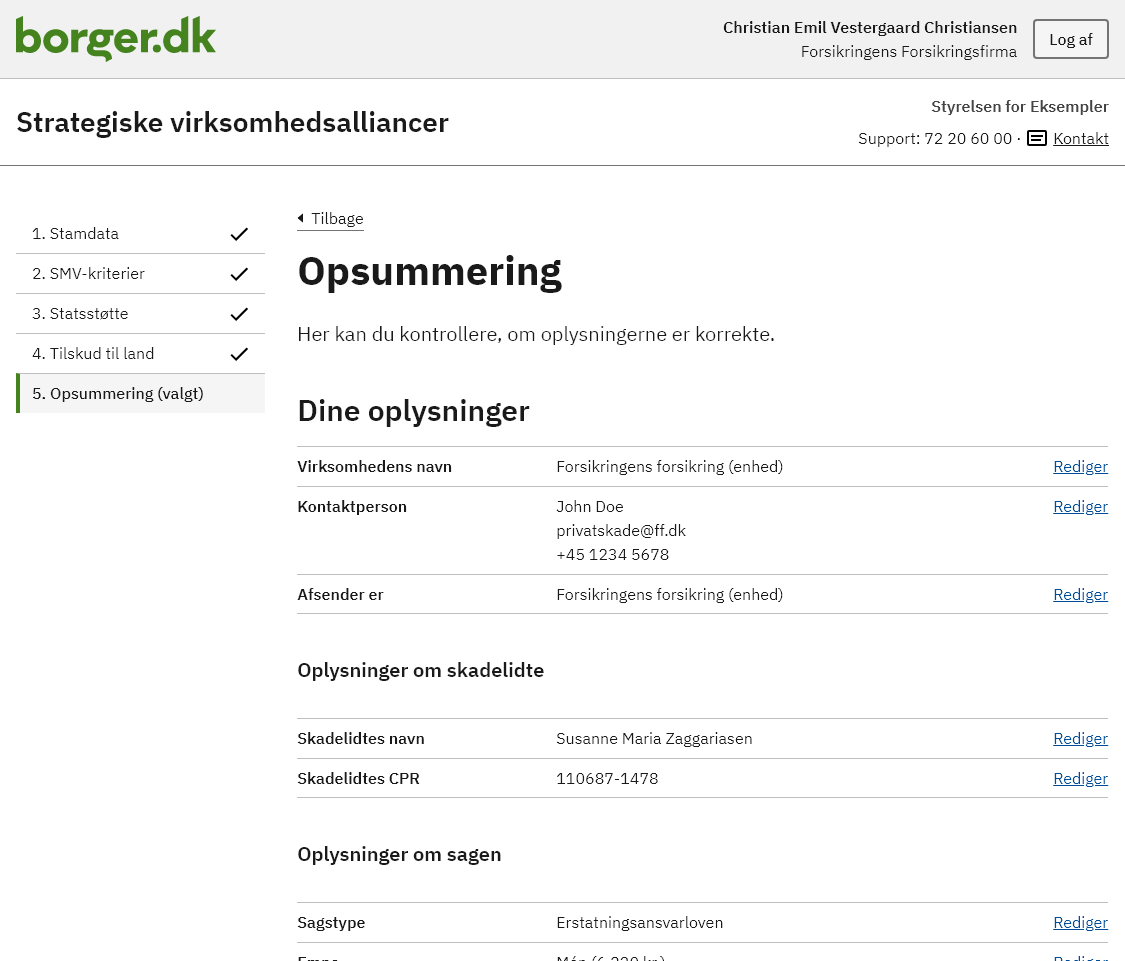 borger.dk
Christian Emil Vestergaard Christiansen
Forsikringens Forsikringsfirma
Log af
Strategiske virksomhedsalliancer
Styrelsen for Eksempler
Support: 72 20 60 00 · Kontakt
1. Stamdata
2. SMV-kriterier
3. Statsstøtte
4. Tilskud til land
5. Opsummering (valgt)
Tilbage
Opsummering
Her kan du kontrollere, om oplysningerne er korrekte.
Dine oplysninger
Virksomhedens navn Forsikringens forsikring (enhed) Rediger
Kontaktperson John Doe Rediger
privatskade@ff.dk
+45 1234 5678
Afsender er Forsikringens forsikring (enhed) Rediger
Oplysninger om skadelidte
Skadelidtes navn Susanne Maria Zaggariasen Rediger
Skadelidtes CPR 110687-1478 Rediger
Oplysninger om sagen
Sagstype Erstatningsansvarloven Rediger